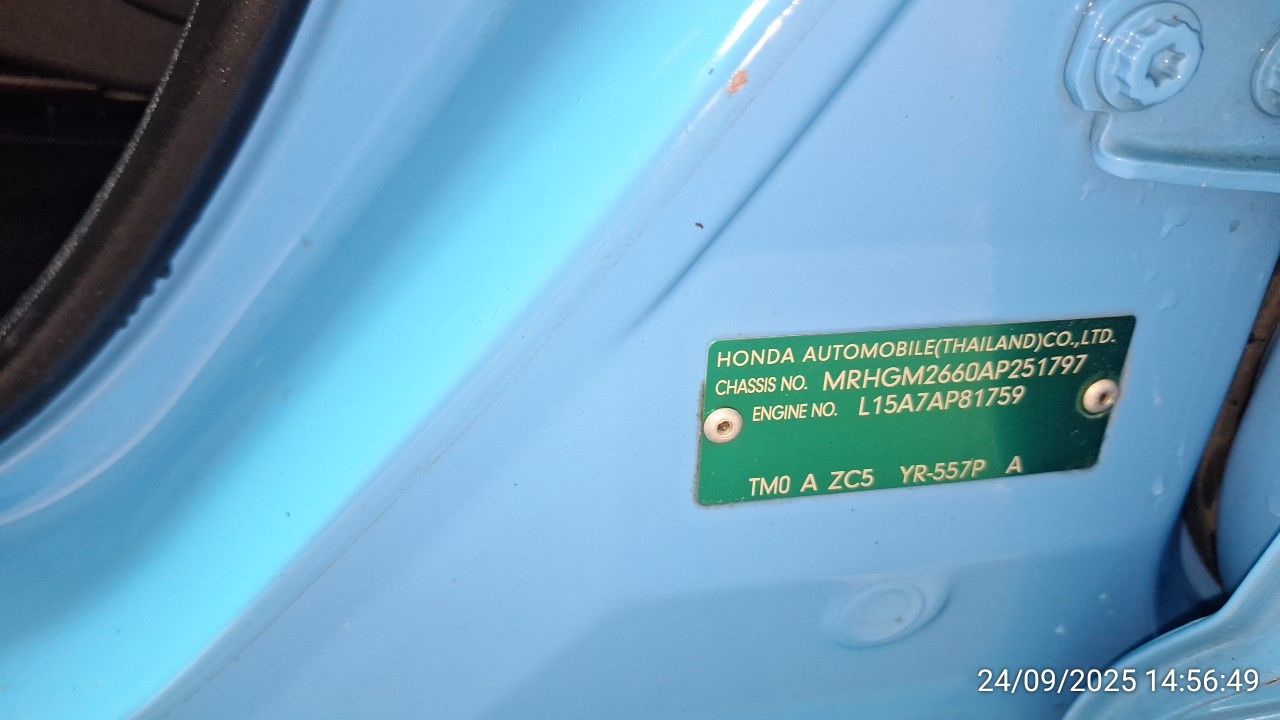 HONDA AUTOMOBILE(THAILAND)CO.,LTD.
CHASSIS NO. MRHGM2660AP251797
ENGINE NO. L15A7AP81759
TM0 A ZC5 YR-557P A
24/09/2025 14:56:49